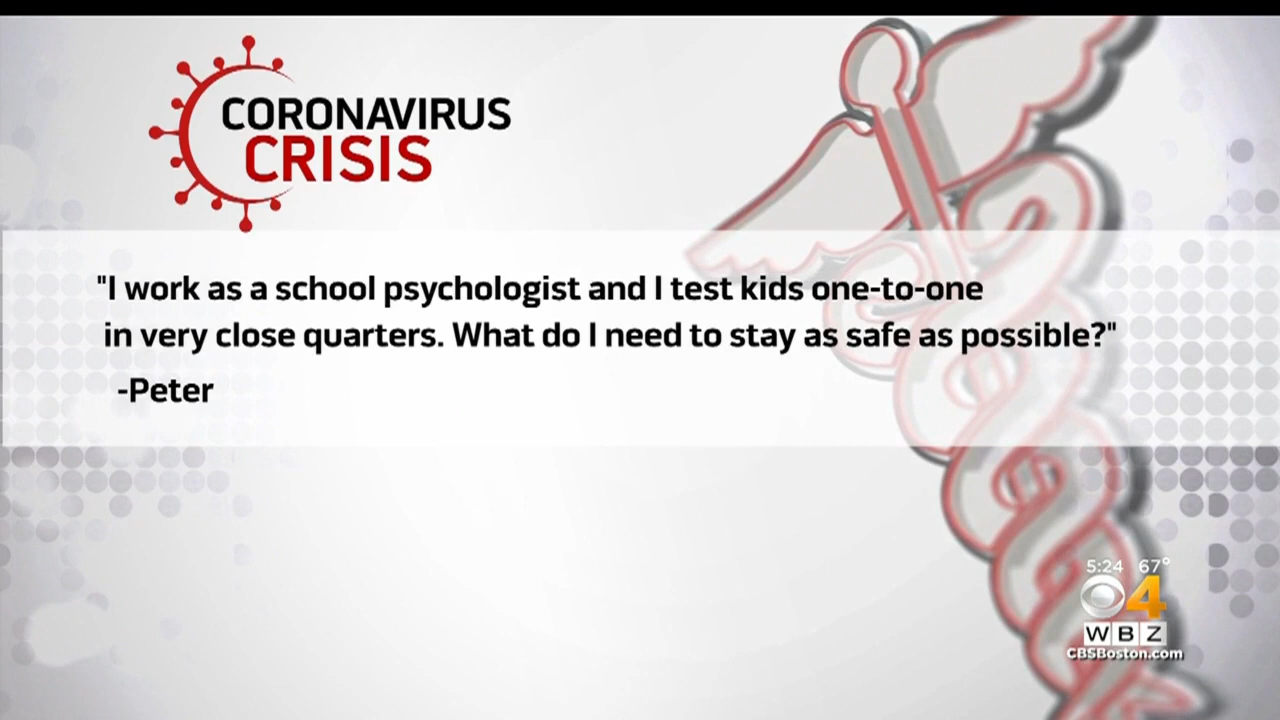 CORONAVIRUS
CRISIS
"I work as a school psychologist and I test kids one-to-one
in very close quarters. What do I need to stay as safe as possible?"
-Peter
5:24 67°
4
WBZ
CBSBoston.com